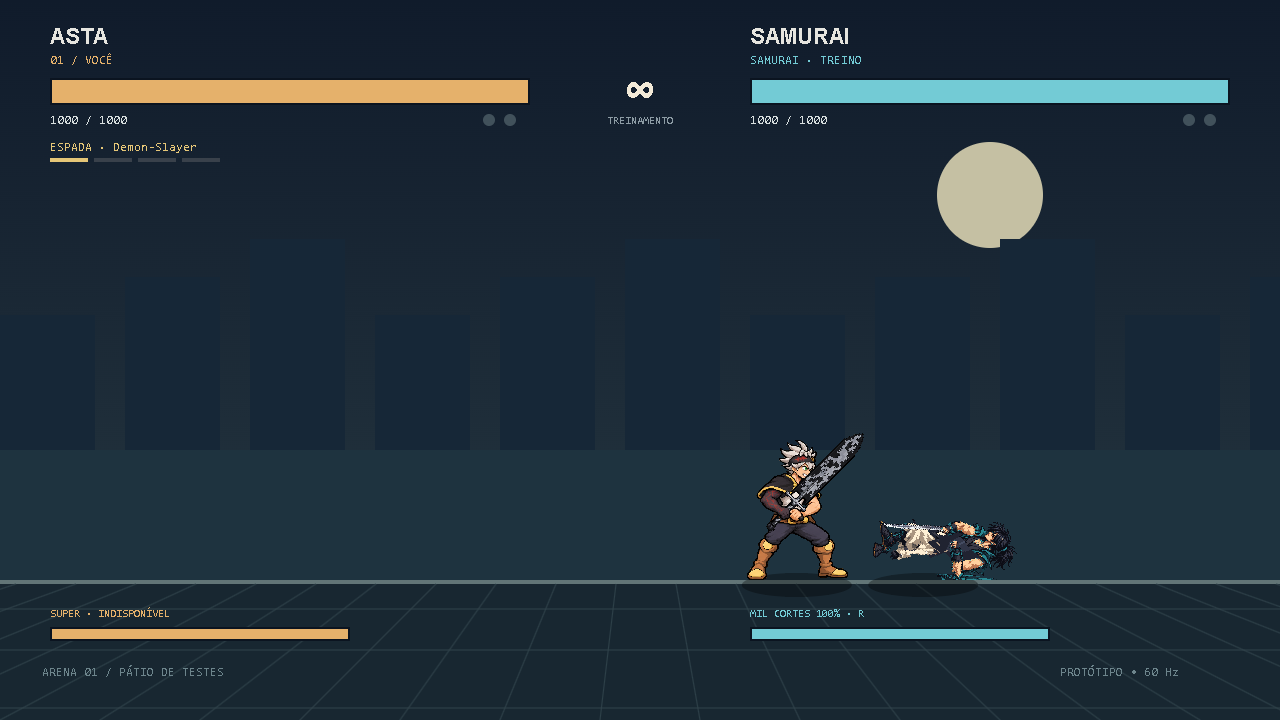 ASTA
01 / VOCÊ
1000 / 1000
ESPADA · Demon-Slayer
∞
TREINAMENTO
SAMURAI
SAMURAI · TREINO
1000 / 1000
SUPER · INDISPONÍVEL
MIL CORTES 100% · R
ARENA 01 / PÁTIO DE TESTES
PROTÓTIPO • 60 Hz